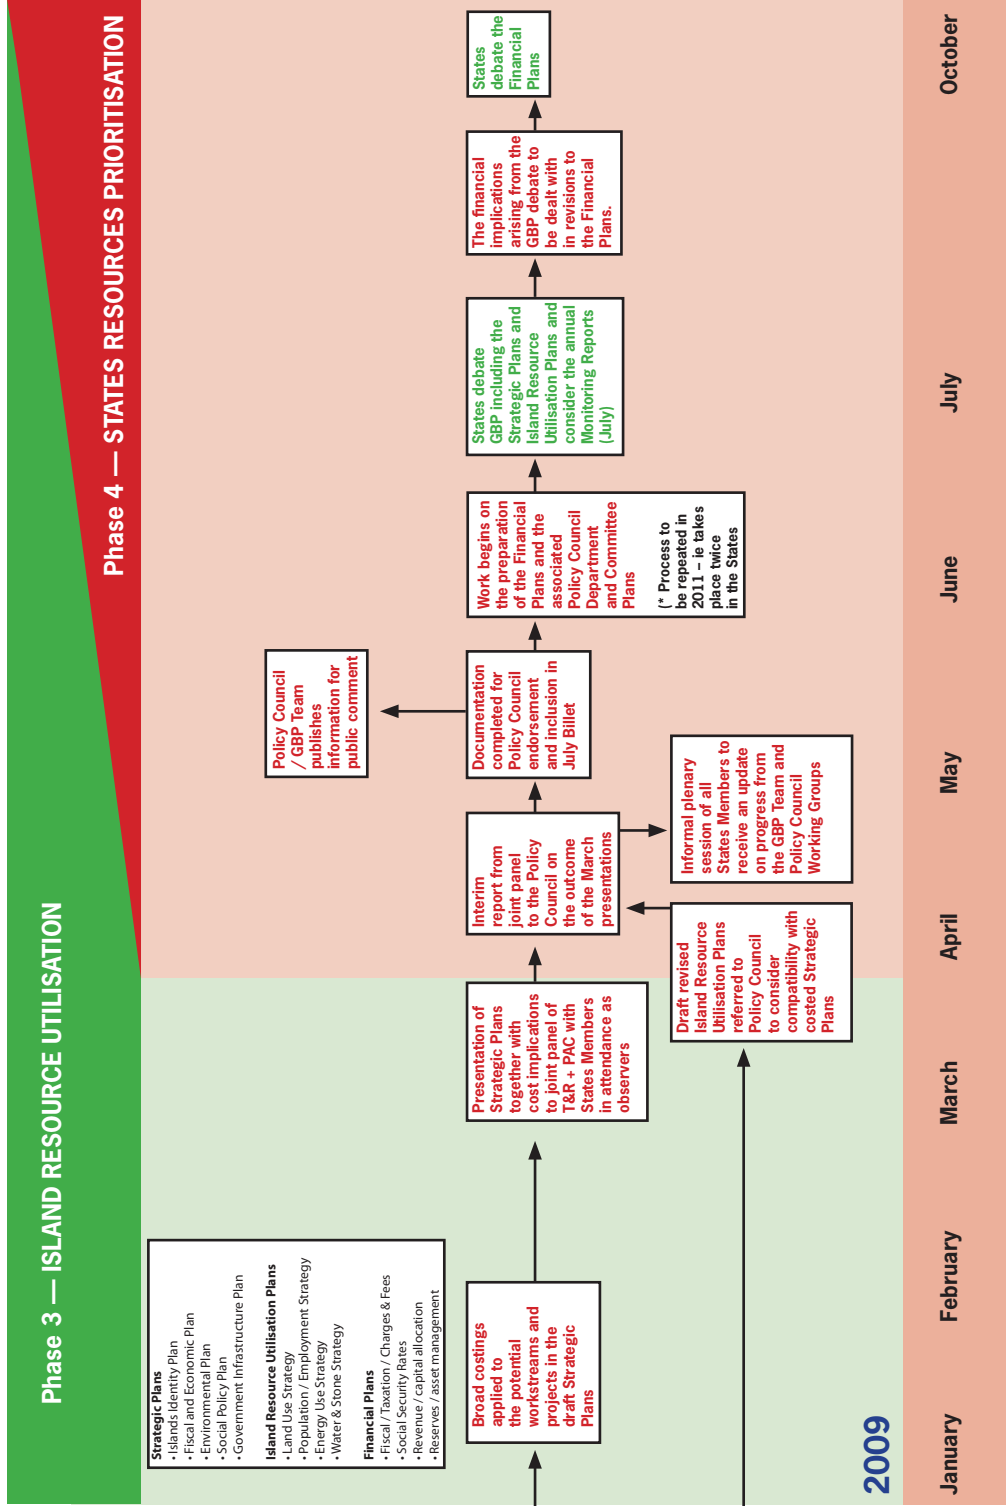 Phase 3 — ISLAND RESOURCE UTILISATION
Phase 4 — STATES RESOURCES PRIORITISATION
Strategic Plans
• Islands Identity Plan
• Fiscal and Economic Plan
• Environmental Plan
• Social Policy Plan
• Government Infrastructure Plan
Island Resource Utilisation Plans
• Land Use Strategy
• Population / Employment Strategy
• Energy Use Strategy
• Water & Stone Strategy
Financial Plans
• Fiscal / Taxation / Charges & Fees
• Social Security Rates
• Revenue / capital allocation
• Reserves / asset management
Broad costings
applied to
the potential
workstreams and
projects in the
draft Strategic
Plans
Presentation of
Strategic Plans
together with
cost implications
to joint panel of
T&R + PAC with
States Members
in attendance as
observers
Draft revised
Island Resource
Utilisation Plans
referred to
Policy Council
to consider
compatibility with
costed Strategic
Plans
Interim
report from
joint panel
to the Policy
Council on
the outcome
of the March
presentations
Informal plenary
session of all
States Members to
receive an update
on progress from
the GBP Team and
Policy Council
Working Groups
Policy Council
/ GBP Team
publishes
information for
public comment
Documentation
completed for
Policy Council
endorsement
and inclusion in
July Billet
Work begins on
the preparation
of the Financial
Plans and the
associated
Policy Council
Department
and Committee
Plans
(* Process to
be repeated in
2011 – ie takes
place twice
in the States
States debate
GBP including the
Strategic Plans and
Island Resource
Utilisation Plans and
consider the annual
Monitoring Reports
(July)
The financial
implications
arising from the
GBP debate to
be dealt with
in revisions to
the Financial
Plans.
States
debate the
Financial
Plans
2009
January
February
March
April
May
June
July
October